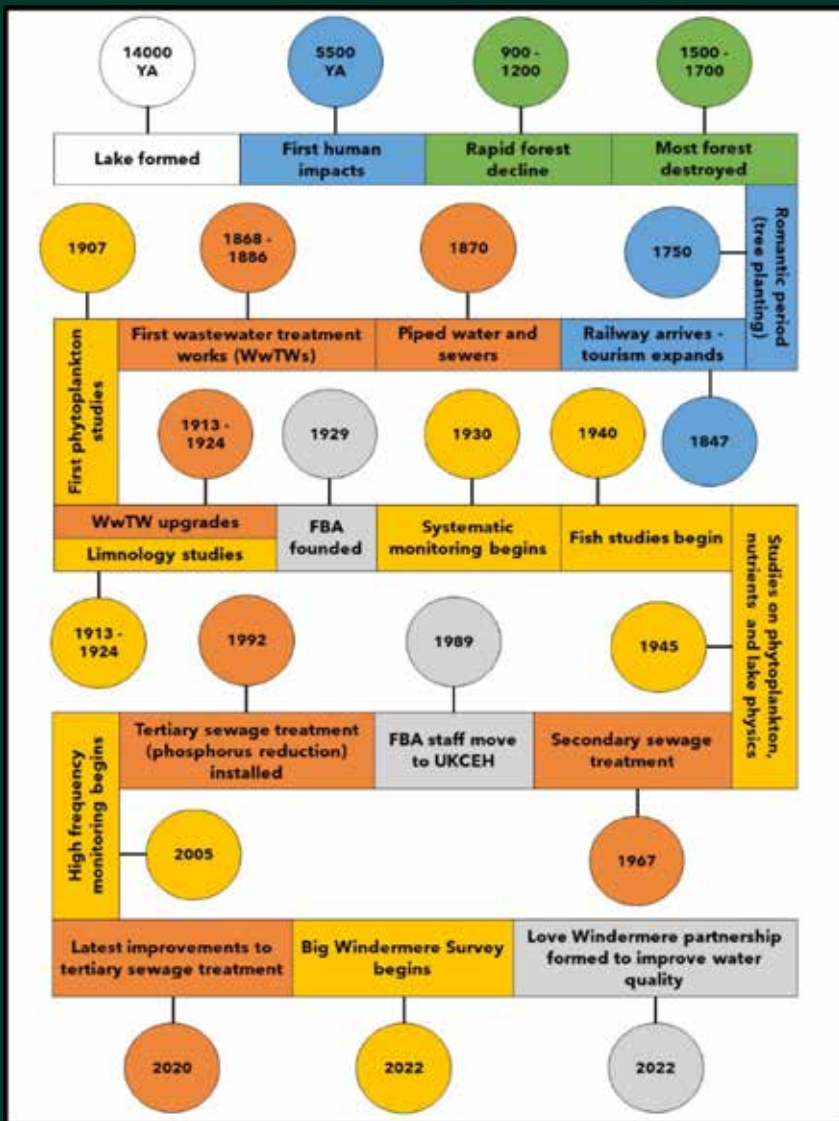 14000
YA
5500
YA
900 -
1200
1500 -
1700
Lake formed
First human
impacts
Rapid forest
decline
Most forest
destroyed
1907
1868 -
1886
1870
1750
Romantic period
(tree planting)
First phytoplankton
studies
First wastewater treatment
works (WwTWs)
Piped water and
sewers
Railway arrives -
tourism expands
1913 -
1924
1929
1930
1940
1847
WwTW upgrades
Limnology studies
FBA
founded
Systematic
monitoring begins
Fish studies begin
Studies on phytoplankton,
nutrients and lake physics
1913 -
1924
1992
1989
1945
High frequency
monitoring begins
Tertiary sewage treatment
(phosphorus reduction)
installed
FBA staff move
to UKCEH
Secondary sewage
treatment
2005
1967
Latest improvements to
tertiary sewage treatment
Big Windermere Survey
begins
Love Windermere partnership
formed to improve water
quality
2020
2022
2022